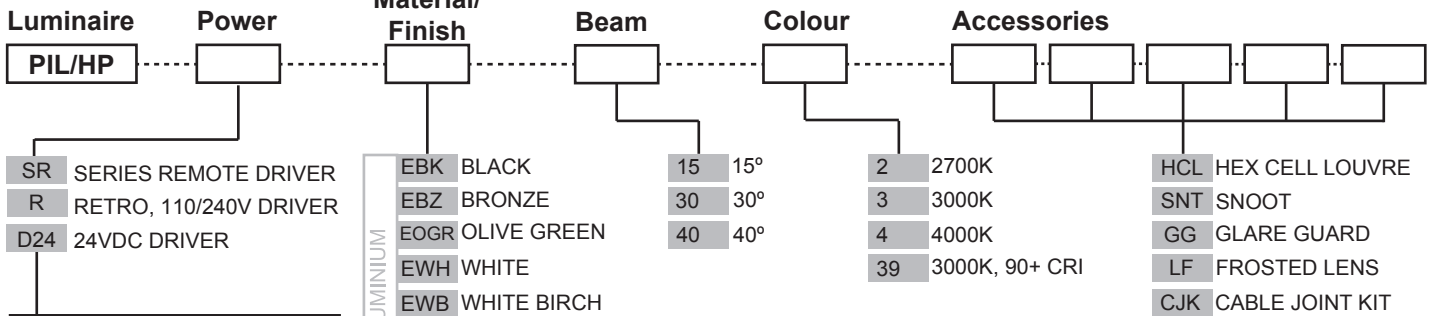 Material/
Luminaire Power Finish Beam Colour Accessories
PIL/HP
SR SERIES REMOTE DRIVER
R RETRO, 110/240V DRIVER
D24 24VDC DRIVER
EBK BLACK
EBZ BRONZE
EOGR OLIVE GREEN
EWH WHITE
EWB WHITE BIRCH
15 15º
30 30º
40 40º
2 2700K
3 3000K
4 4000K
39 3000K, 90+ CRI
HCL HEX CELL LOUVRE
SNT SNOOT
GG GLARE GUARD
LF FROSTED LENS
CJK CABLE JOINT KIT